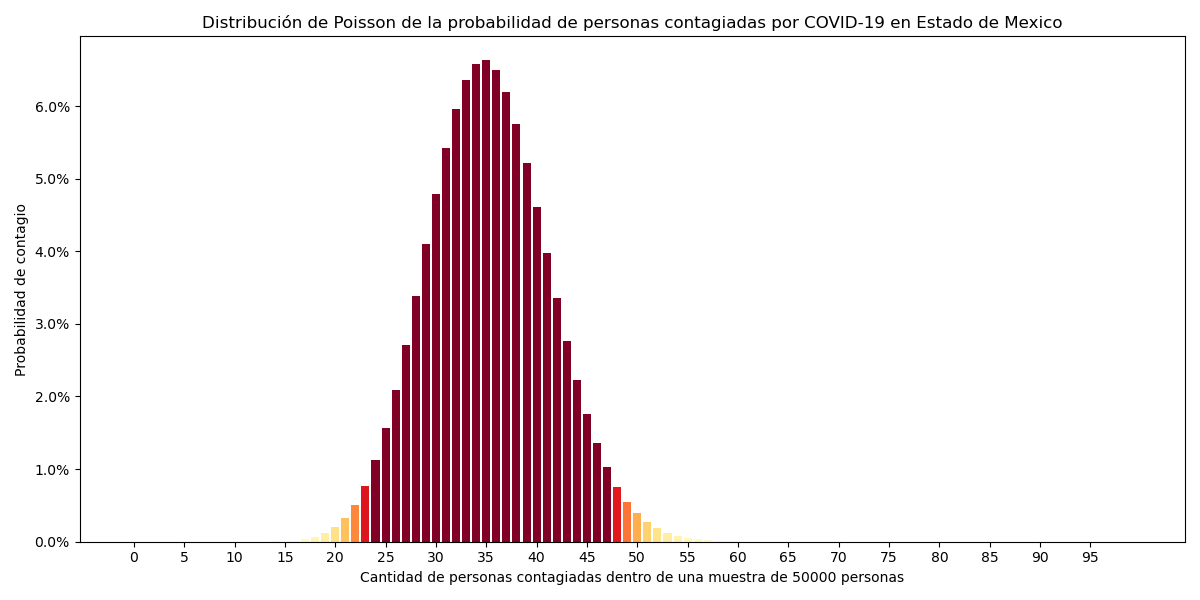 Distribución de Poisson de la probabilidad de personas contagiadas por COVID-19 en Estado de Mexico
Probabilidad de contagio
6.0%
5.0%
4.0%
3.0%
2.0%
1.0%
0.0%
0 5 10 15 20 25 30 35 40 45 50 55 60 65 70 75 80 85 90 95
Cantidad de personas contagiadas dentro de una muestra de 50000 personas